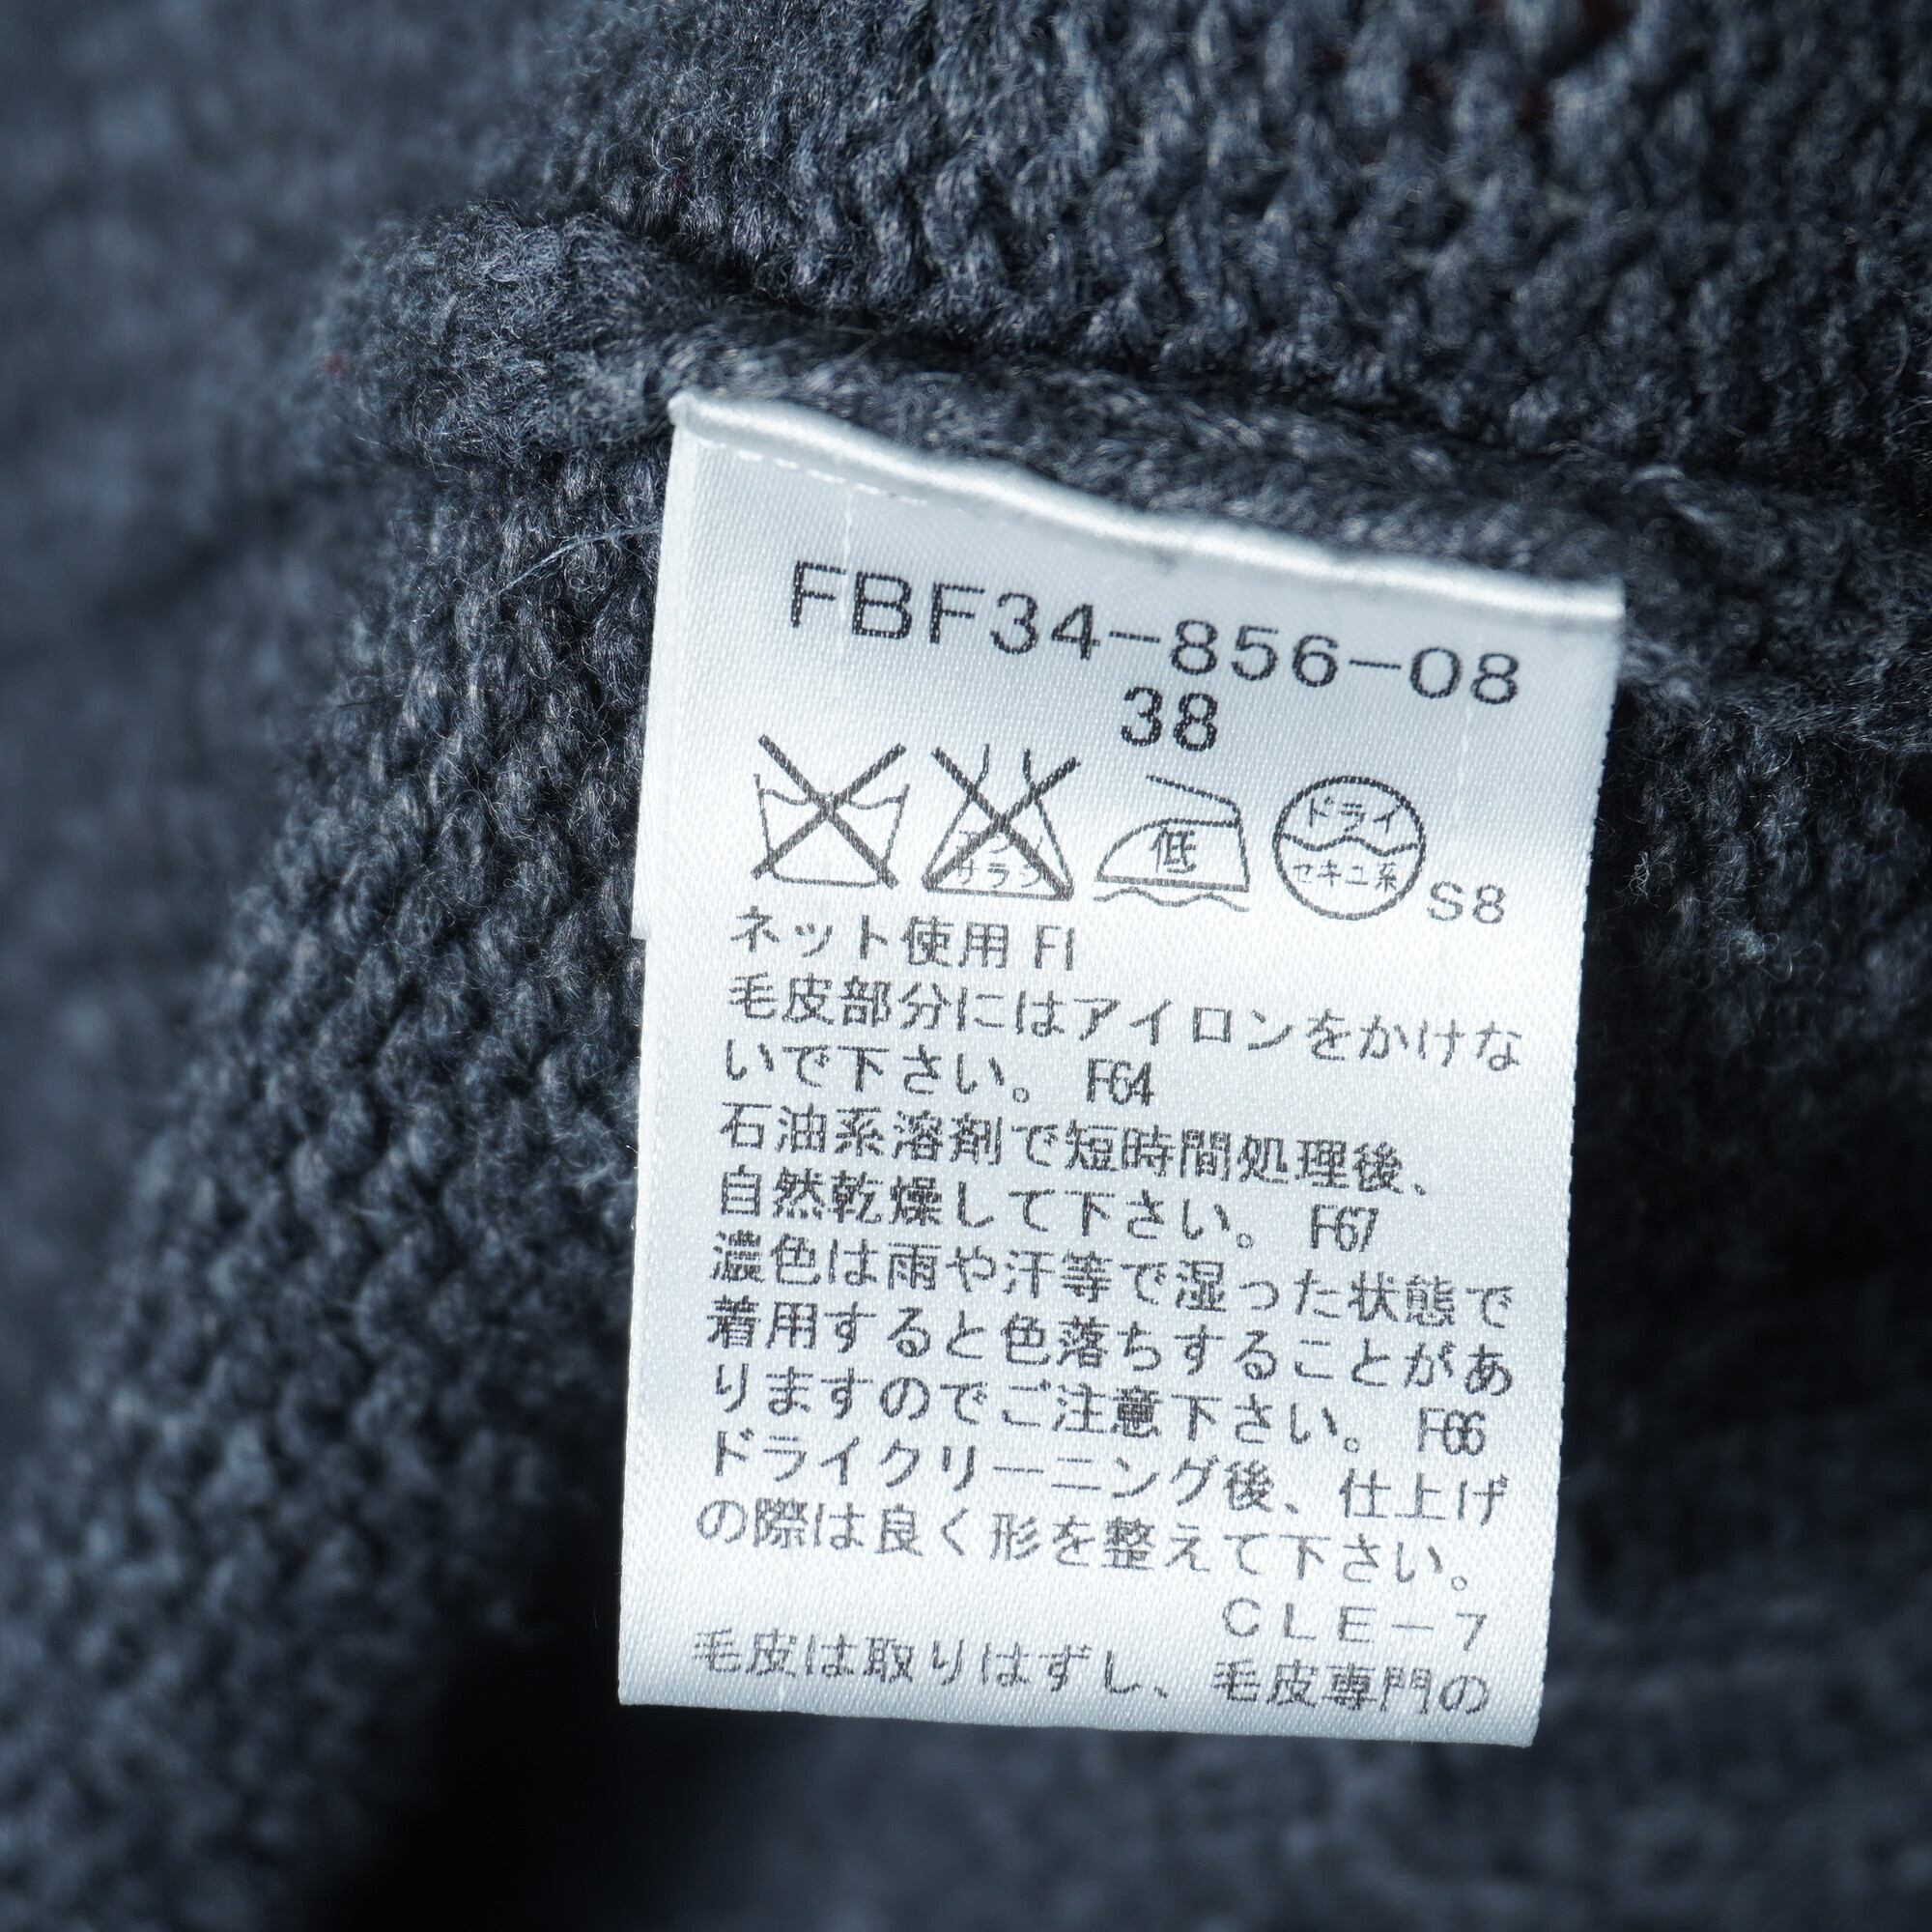 FBF34-856-08
38
サラシ
低
ドライ
セキユ系
S8
ネット使用 F1
毛皮部分にはアイロンをかけな
いで下さい。 F64
石油系溶剤で短時間処理後、
自然乾燥して下さい。 F67
濃色は雨や汗等で湿った状態で
着用すると色落ちすることがあ
りますのでご注意下さい。 F66
ドライクリーニング後、仕上げ
の際は良く形を整えて下さい。
CLE-7
毛皮は取りはずし、毛皮専門の